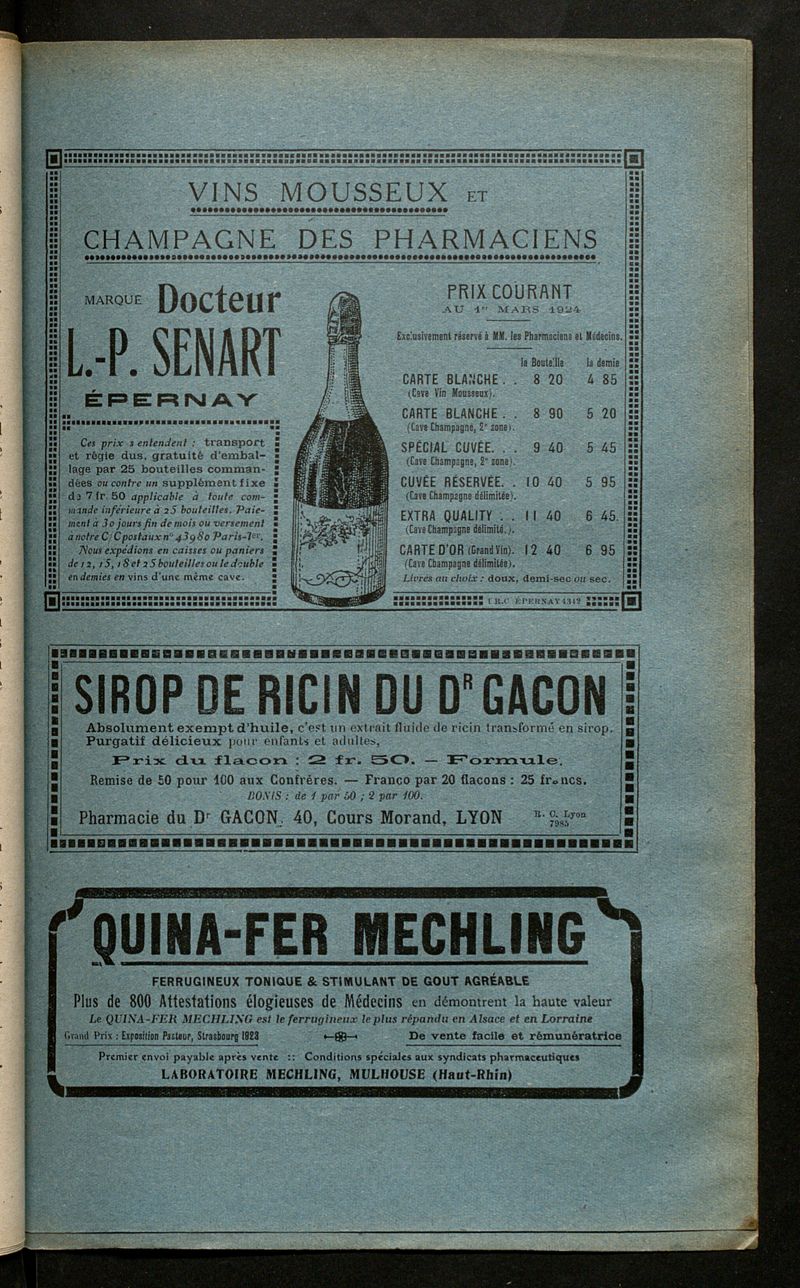 VINS MOUSSEUX ET
CHAMPAGNE DES PHARMACIENS
MARQUE Docteur
L.-P. SENART
ÉPERNAY
Ces prix s'entendent : transport
et régie dus, gratuité d'embal-
lage par 25 bouteilles comman-
dées ou contre un supplément fixe
da 7 fr. 50 applicable à toute com-
mande inférieure à 25 bouteilles. Paie-
ment à 30 jours fin de mois ou versement
à notre C/C postaux n° 43980 Paris-1er.
Nous expédions en caisses ou paniers
de 12, 15, 18 et 25 bouteilles ou le double
en demies en vins d'une même cave.
PRIX COURANT
AU 1er MARS 1924
Exclusivement réservé à MM. les Pharmaciens et Médecins.
la Bouteille la demie
CARTE BLANCHE . . 8 20 4 85
(Cave Vin Mousseux).
CARTE BLANCHE . . 8 90 5 20
(Cave Champagne, 2e zone).
SPÉCIAL CUVÉE. . . 9 40 5 45
(Cave Champagne, 2e zone).
CUVÉE RÉSERVÉE. . 10 40 5 95
(Cave Champagne délimitée).
EXTRA QUALITY . . 11 40 6 45.
(Cave Champagne délimité.).
CARTE D'OR (Grand Vin). 12 40 6 95
(Cave Champagne délimitée).
Livrés au choix : doux, demi-sec ou sec.
R.C ÉPERNAY 1319
SIROP DE RICIN DU DR GACON
Absolument exempt d'huile, c'est un extrait fluide de ricin transformé en sirop.
Purgatif délicieux pour enfants et adultes,
Prix du flacon : 2 fr. 50. — Formule.
Remise de 50 pour 100 aux Confréres. — Franco par 20 flacons : 25 francs.
BONIS : de 1 par 50 ; 2 par 100.
Pharmacie du Dr GACON. 40, Cours Morand, LYON R. C. Lyon
7985
QUINA-FER MECHLING
FERRUGINEUX TONIQUE & STIMULANT DE GOUT AGRÉABLE
Plus de 800 Attestations élogieuses de Médecins en démontrent la haute valeur
Le QUINA-FER MECHLING est le ferrugineux le plus répandu en Alsace et en Lorraine
Grand Prix : Exposition Pasteur, Strasbourg 1923 De vente facile et rémunératrice
Premier envoi payable après vente :: Conditions spéciales aux syndicats pharmaceutiques
LABORATOIRE MECHLING, MULHOUSE (Haut-Rhin)